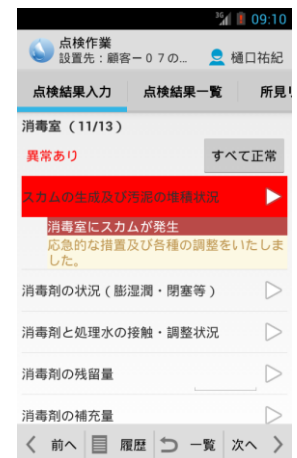 3G 09:10
点検作業
設置先：顧客－０７の... 樋口祐紀
点検結果入力 点検結果一覧 所見
消毒室（11/13）
異常あり すべて正常
スカムの生成及び汚泥の堆積状況
消毒室にスカムが発生
応急的な措置及び各種の調整をいたしま
した。
消毒剤の状況（膨湿潤・閉塞等）
消毒剤と処理水の接触・調整状況
消毒剤の残留量
消毒剤の補充量
前へ 履歴 一覧 次へ